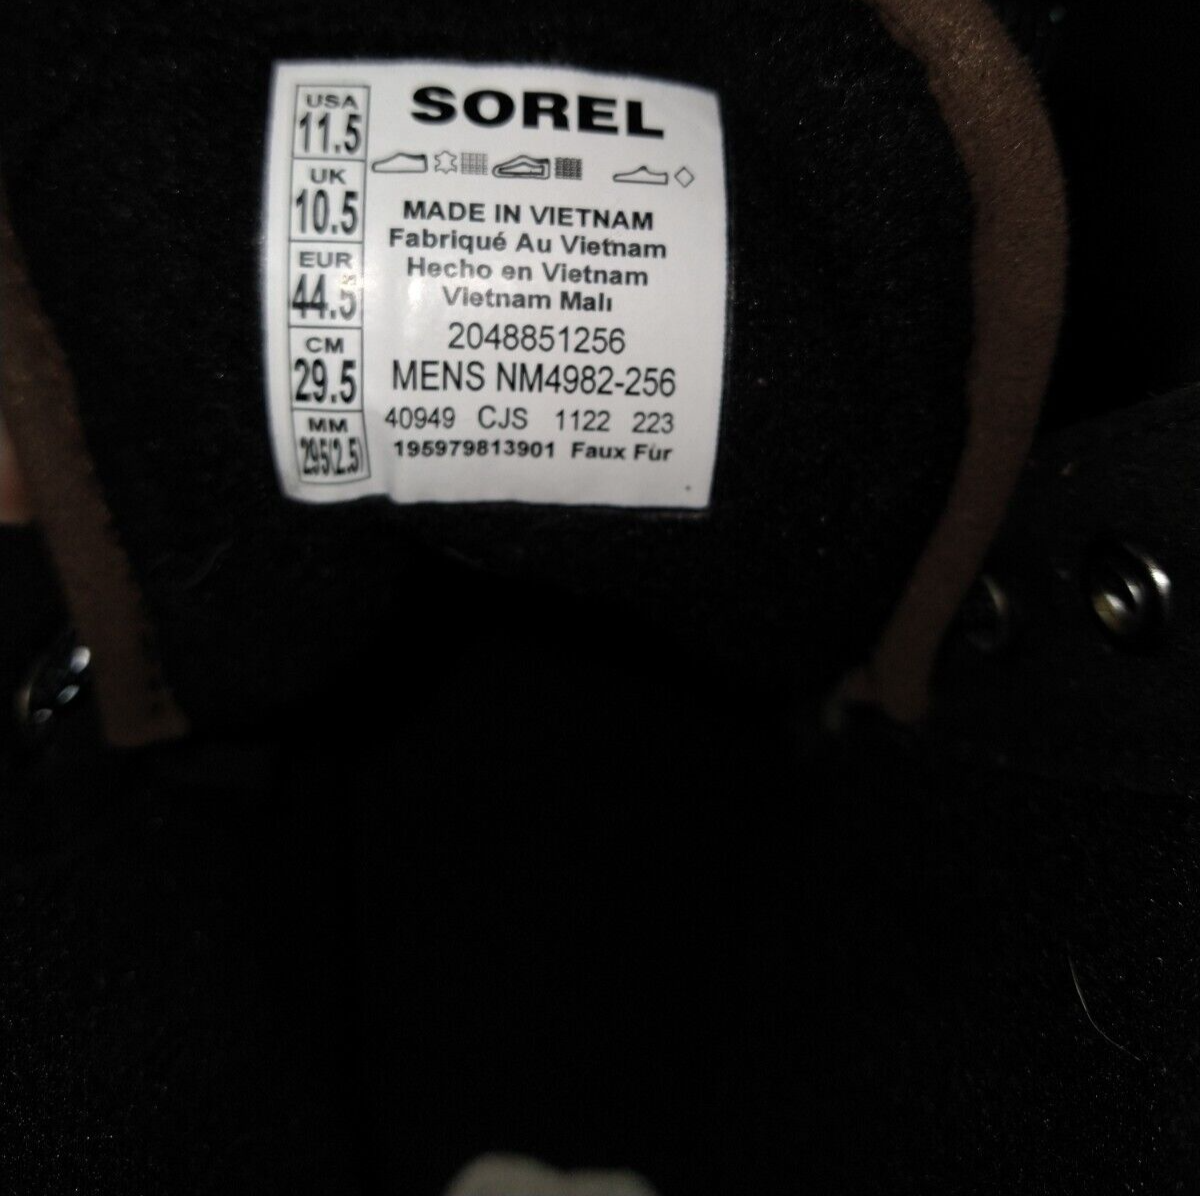 SOREL
USA
11.5
UK
10.5
EUR
44.5
CM
29.5
MM
295(2.5)
MADE IN VIETNAM
Fabriqué Au Vietnam
Hecho en Vietnam
Vietnam Malı
2048851256
MENS NM4982-256
40949 CJS 1122 223
195979813901 Faux Fur